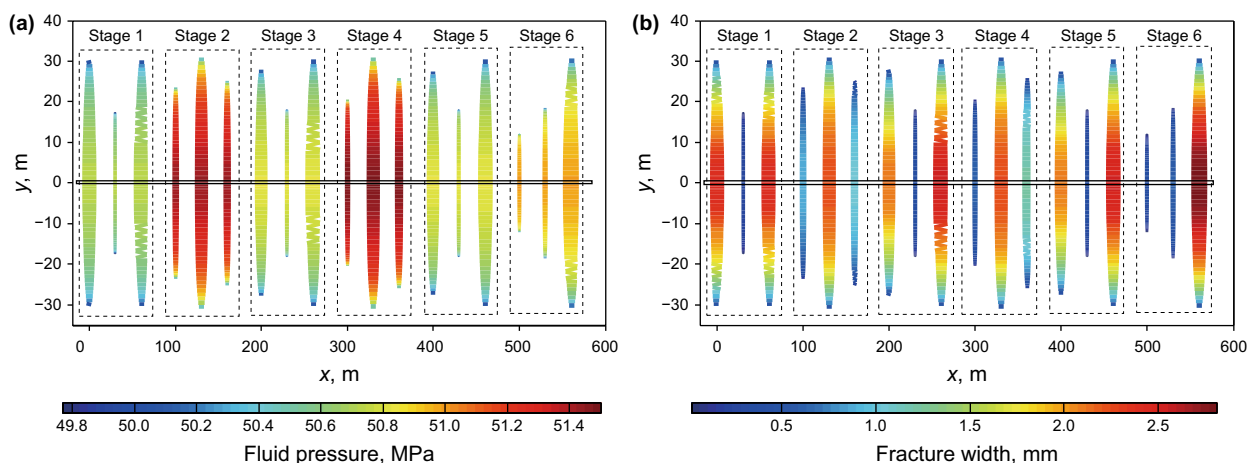 (a)
40
Stage 1 Stage 2 Stage 3 Stage 4 Stage 5 Stage 6
30
20
10
0
−10
−20
−30
y, m
0 100 200 300 400 500 600
x, m
49.8 50.0 50.2 50.4 50.6 50.8 51.0 51.2 51.4
Fluid pressure, MPa
(b)
40
Stage 1 Stage 2 Stage 3 Stage 4 Stage 5 Stage 6
30
20
10
0
−10
−20
−30
y, m
0 100 200 300 400 500 600
x, m
0.5 1.0 1.5 2.0 2.5
Fracture width, mm